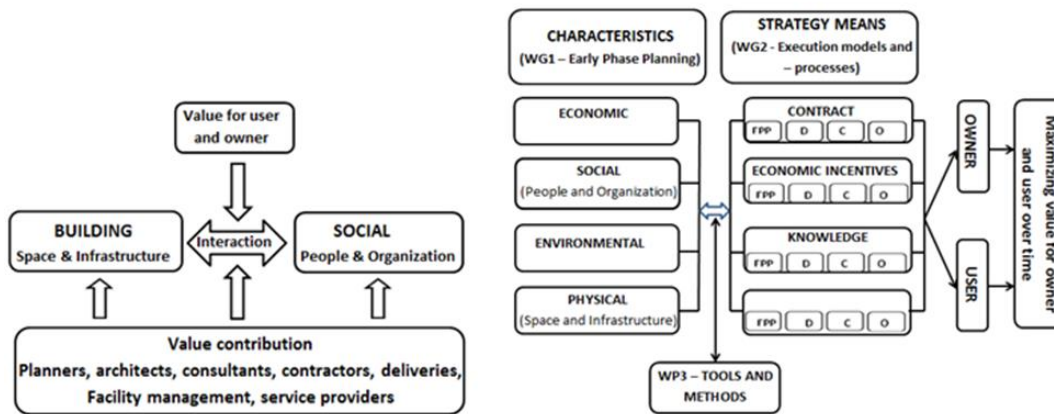 Value for user
and owner
BUILDING
Space & Infrastructure
Interaction
SOCIAL
People & Organization
Value contribution
Planners, architects, consultants, contractors, deliveries,
Facility management, service providers
CHARACTERISTICS
(WG1 – Early Phase Planning)
ECONOMIC
SOCIAL
(People and Organization)
ENVIRONMENTAL
PHYSICAL
(Space and Infrastructure)
STRATEGY MEANS
(WG2 - Execution models and
– processes)
CONTRACT
FPP D C O
ECONOMIC INCENTIVES
FPP D C O
KNOWLEDGE
FPP D C O
FPP D C O
WP3 – TOOLS AND
METHODS
OWNER
USER
Maximizing value for owner
and user over time